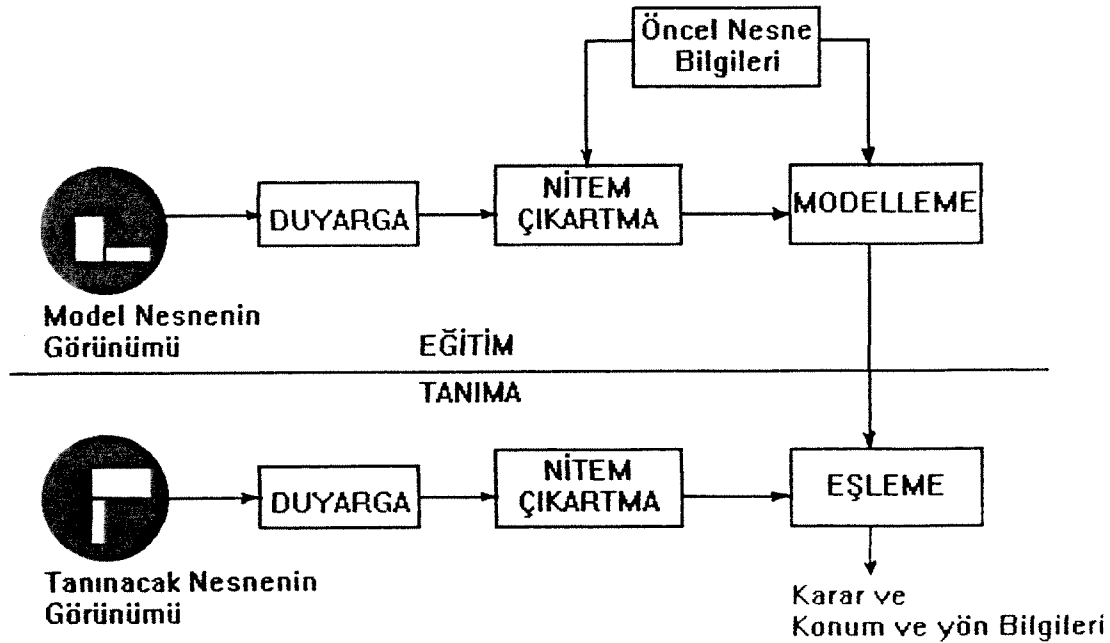 Öncel Nesne
Bilgileri
DUYARGA
NİTEM
ÇIKARTMA
MODELLEME
Model Nesnenin
Görünümü
EĞİTİM
TANIMA
DUYARGA
NİTEM
ÇIKARTMA
EŞLEME
Tanınacak Nesnenin
Görünümü
Karar ve
Konum ve yön Bilgileri